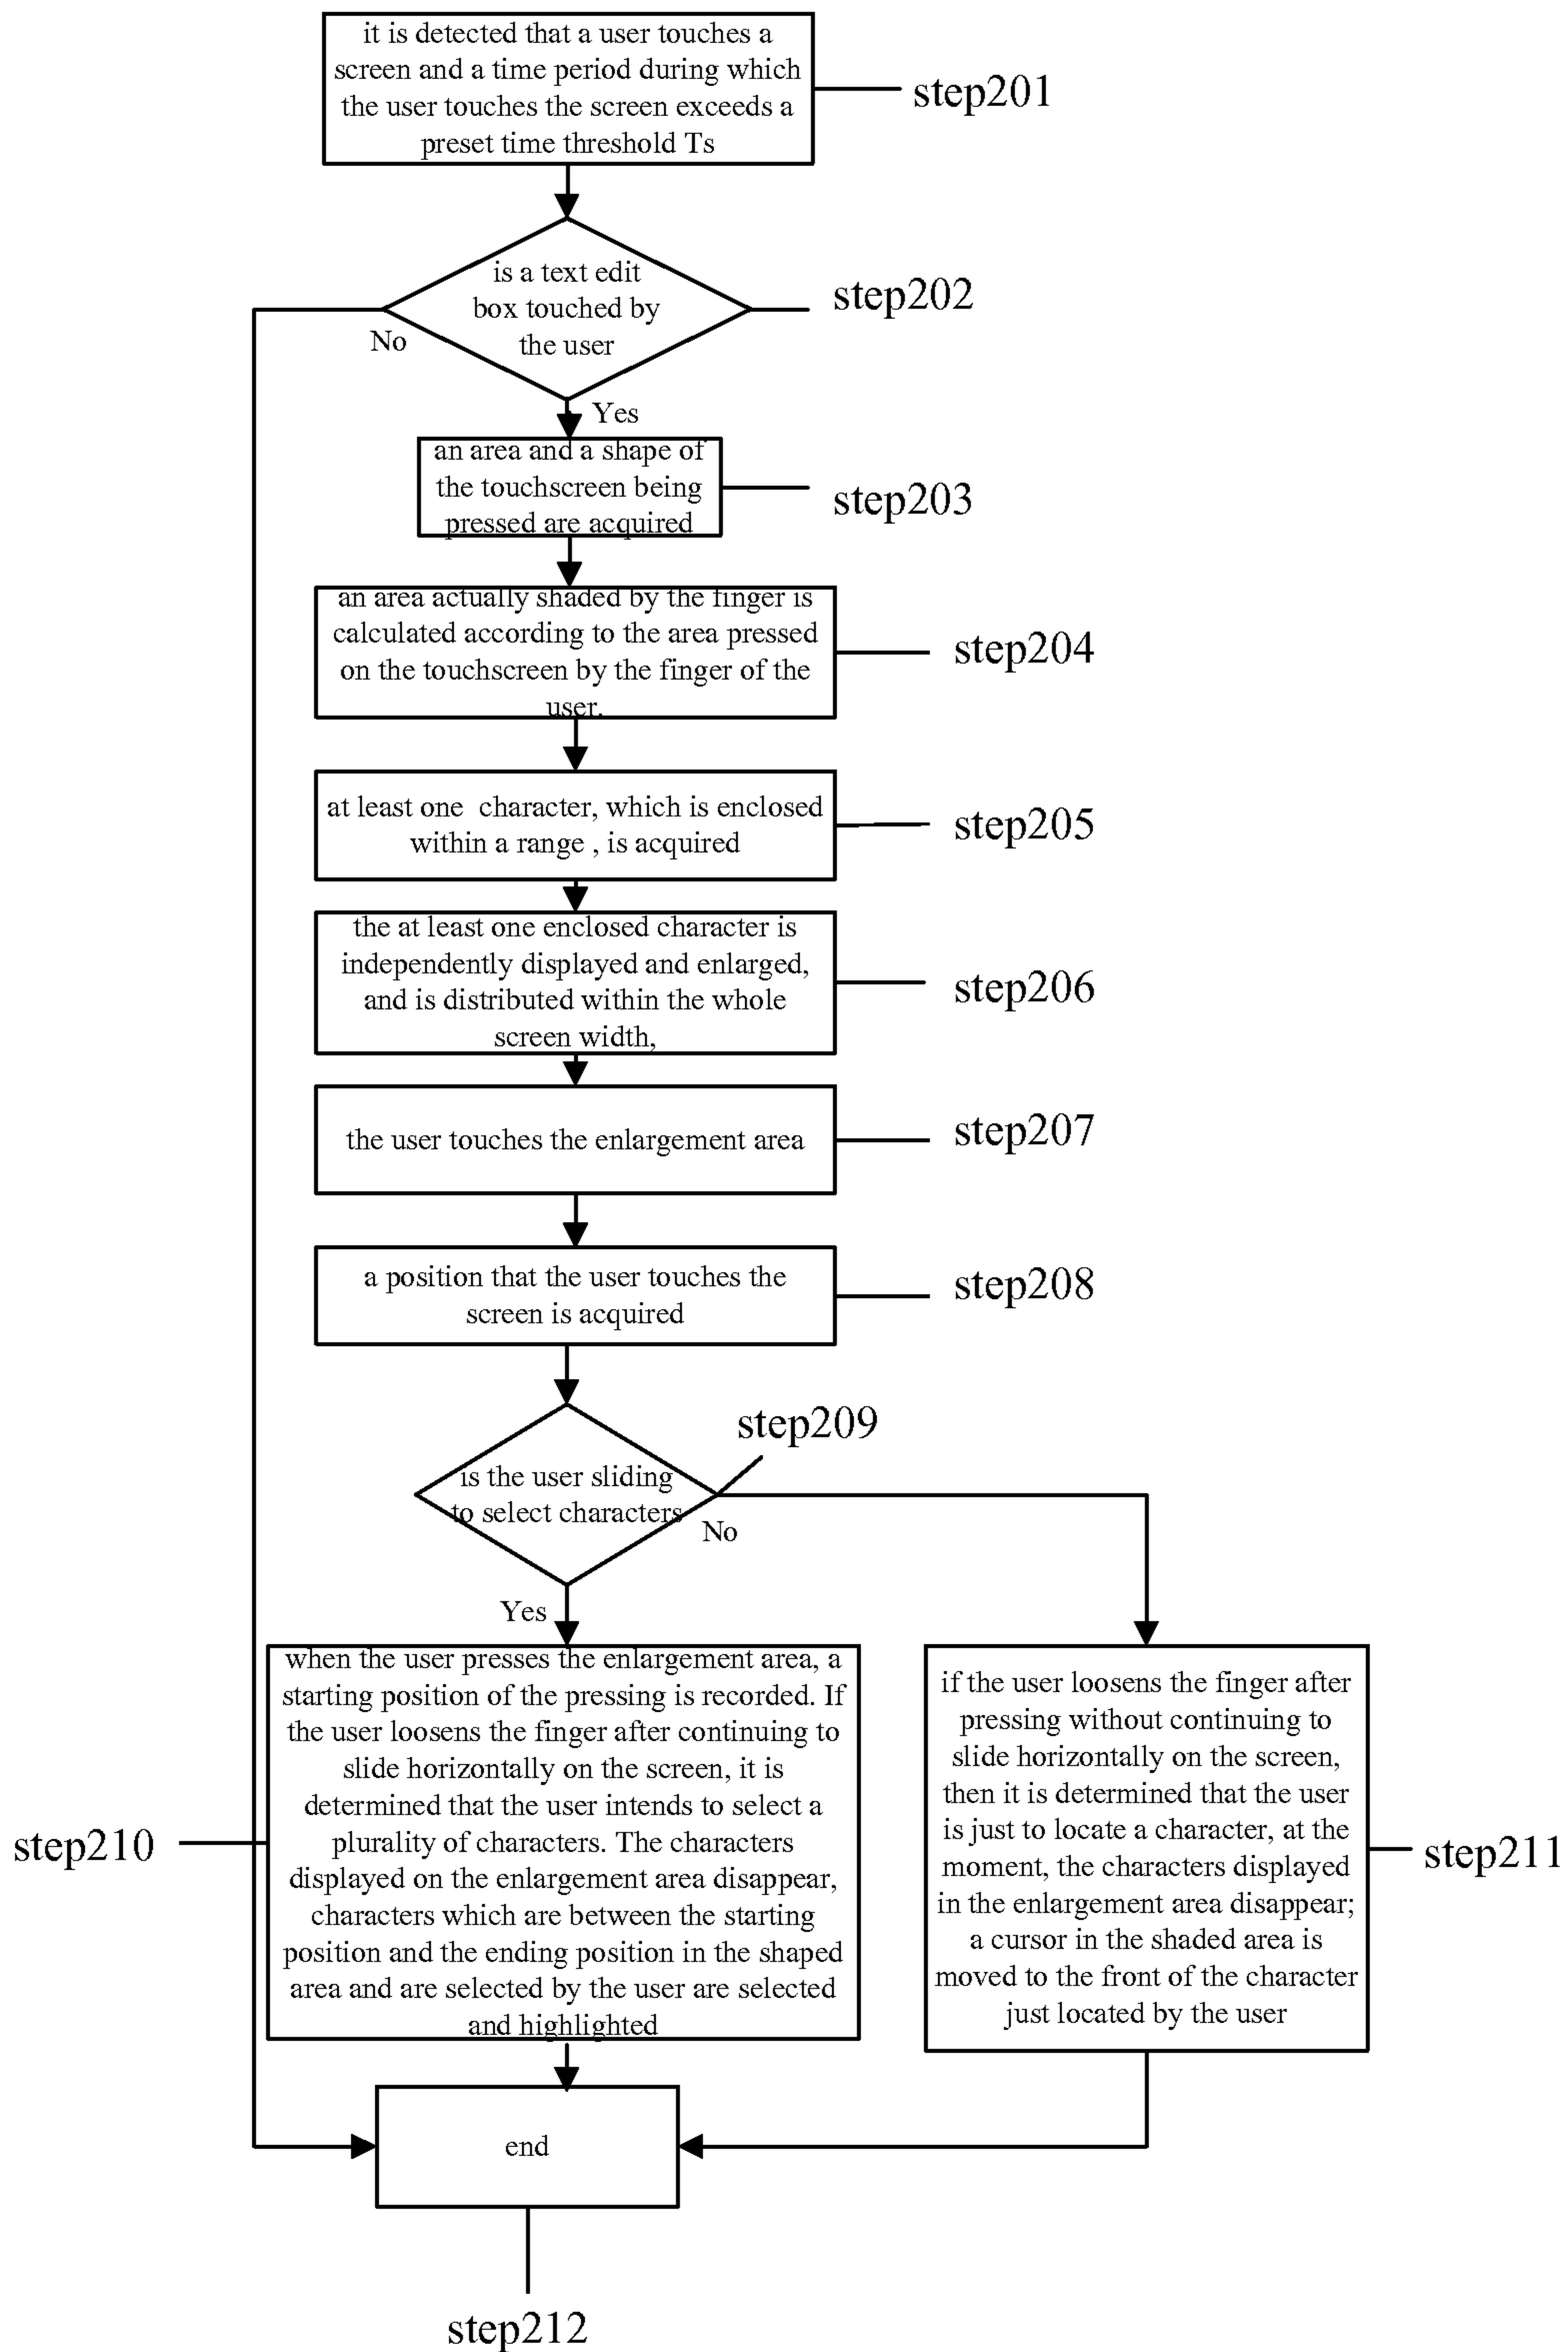 it is detected that a user touches a
screen and a time period during which
the user touches the screen exceeds a
preset time threshold Ts
step201
is a text edit
box touched by
the user
step202
No
Yes
an area and a shape of
the touchscreen being
pressed are acquired
step203
an area actually shaded by the finger is
calculated according to the area pressed
on the touchscreen by the finger of the
user.
step204
at least one  character, which is enclosed
within a range , is acquired
step205
the at least one enclosed character is
independently displayed and enlarged,
and is distributed within the whole
screen width,
step206
the user touches the enlargement area
step207
a position that the user touches the
screen is acquired
step208
step209
is the user sliding
to select characters
No
Yes
when the user presses the enlargement area, a
starting position of the pressing is recorded. If
the user loosens the finger after continuing to
slide horizontally on the screen, it is
determined that the user intends to select a
plurality of characters. The characters
displayed on the enlargement area disappear,
characters which are between the starting
position and the ending position in the shaped
area and are selected by the user are selected
and highlighted
step210
if the user loosens the finger after
pressing without continuing to
slide horizontally on the screen,
then it is determined that the user
is just to locate a character, at the
moment, the characters displayed
in the enlargement area disappear;
a cursor in the shaded area is
moved to the front of the character
just located by the user
step211
end
step212